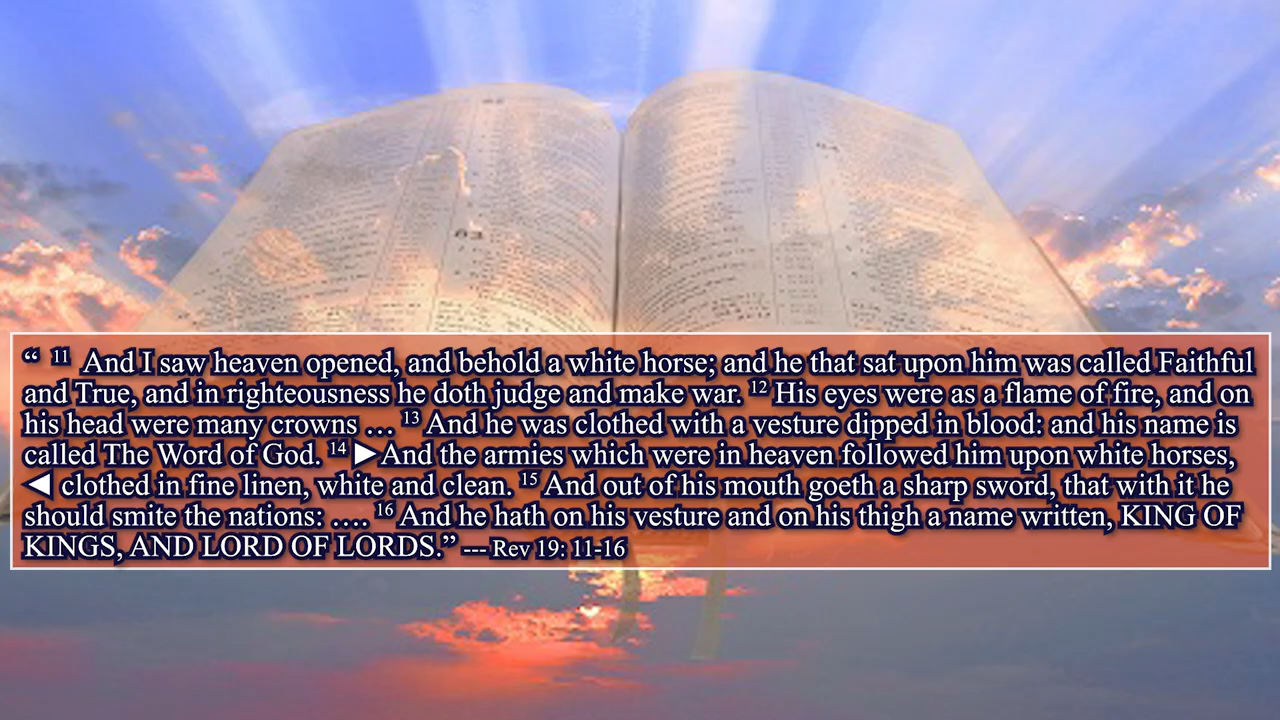 “ 11 And I saw heaven opened, and behold a white horse; and he that sat upon him was called Faithful
and True, and in righteousness he doth judge and make war. 12 His eyes were as a flame of fire, and on
his head were many crowns … 13 And he was clothed with a vesture dipped in blood: and his name is
called The Word of God. 14 ►And the armies which were in heaven followed him upon white horses,
◄ clothed in fine linen, white and clean. 15 And out of his mouth goeth a sharp sword, that with it he
should smite the nations: …. 16 And he hath on his vesture and on his thigh a name written, KING OF
KINGS, AND LORD OF LORDS.” --- Rev 19: 11-16